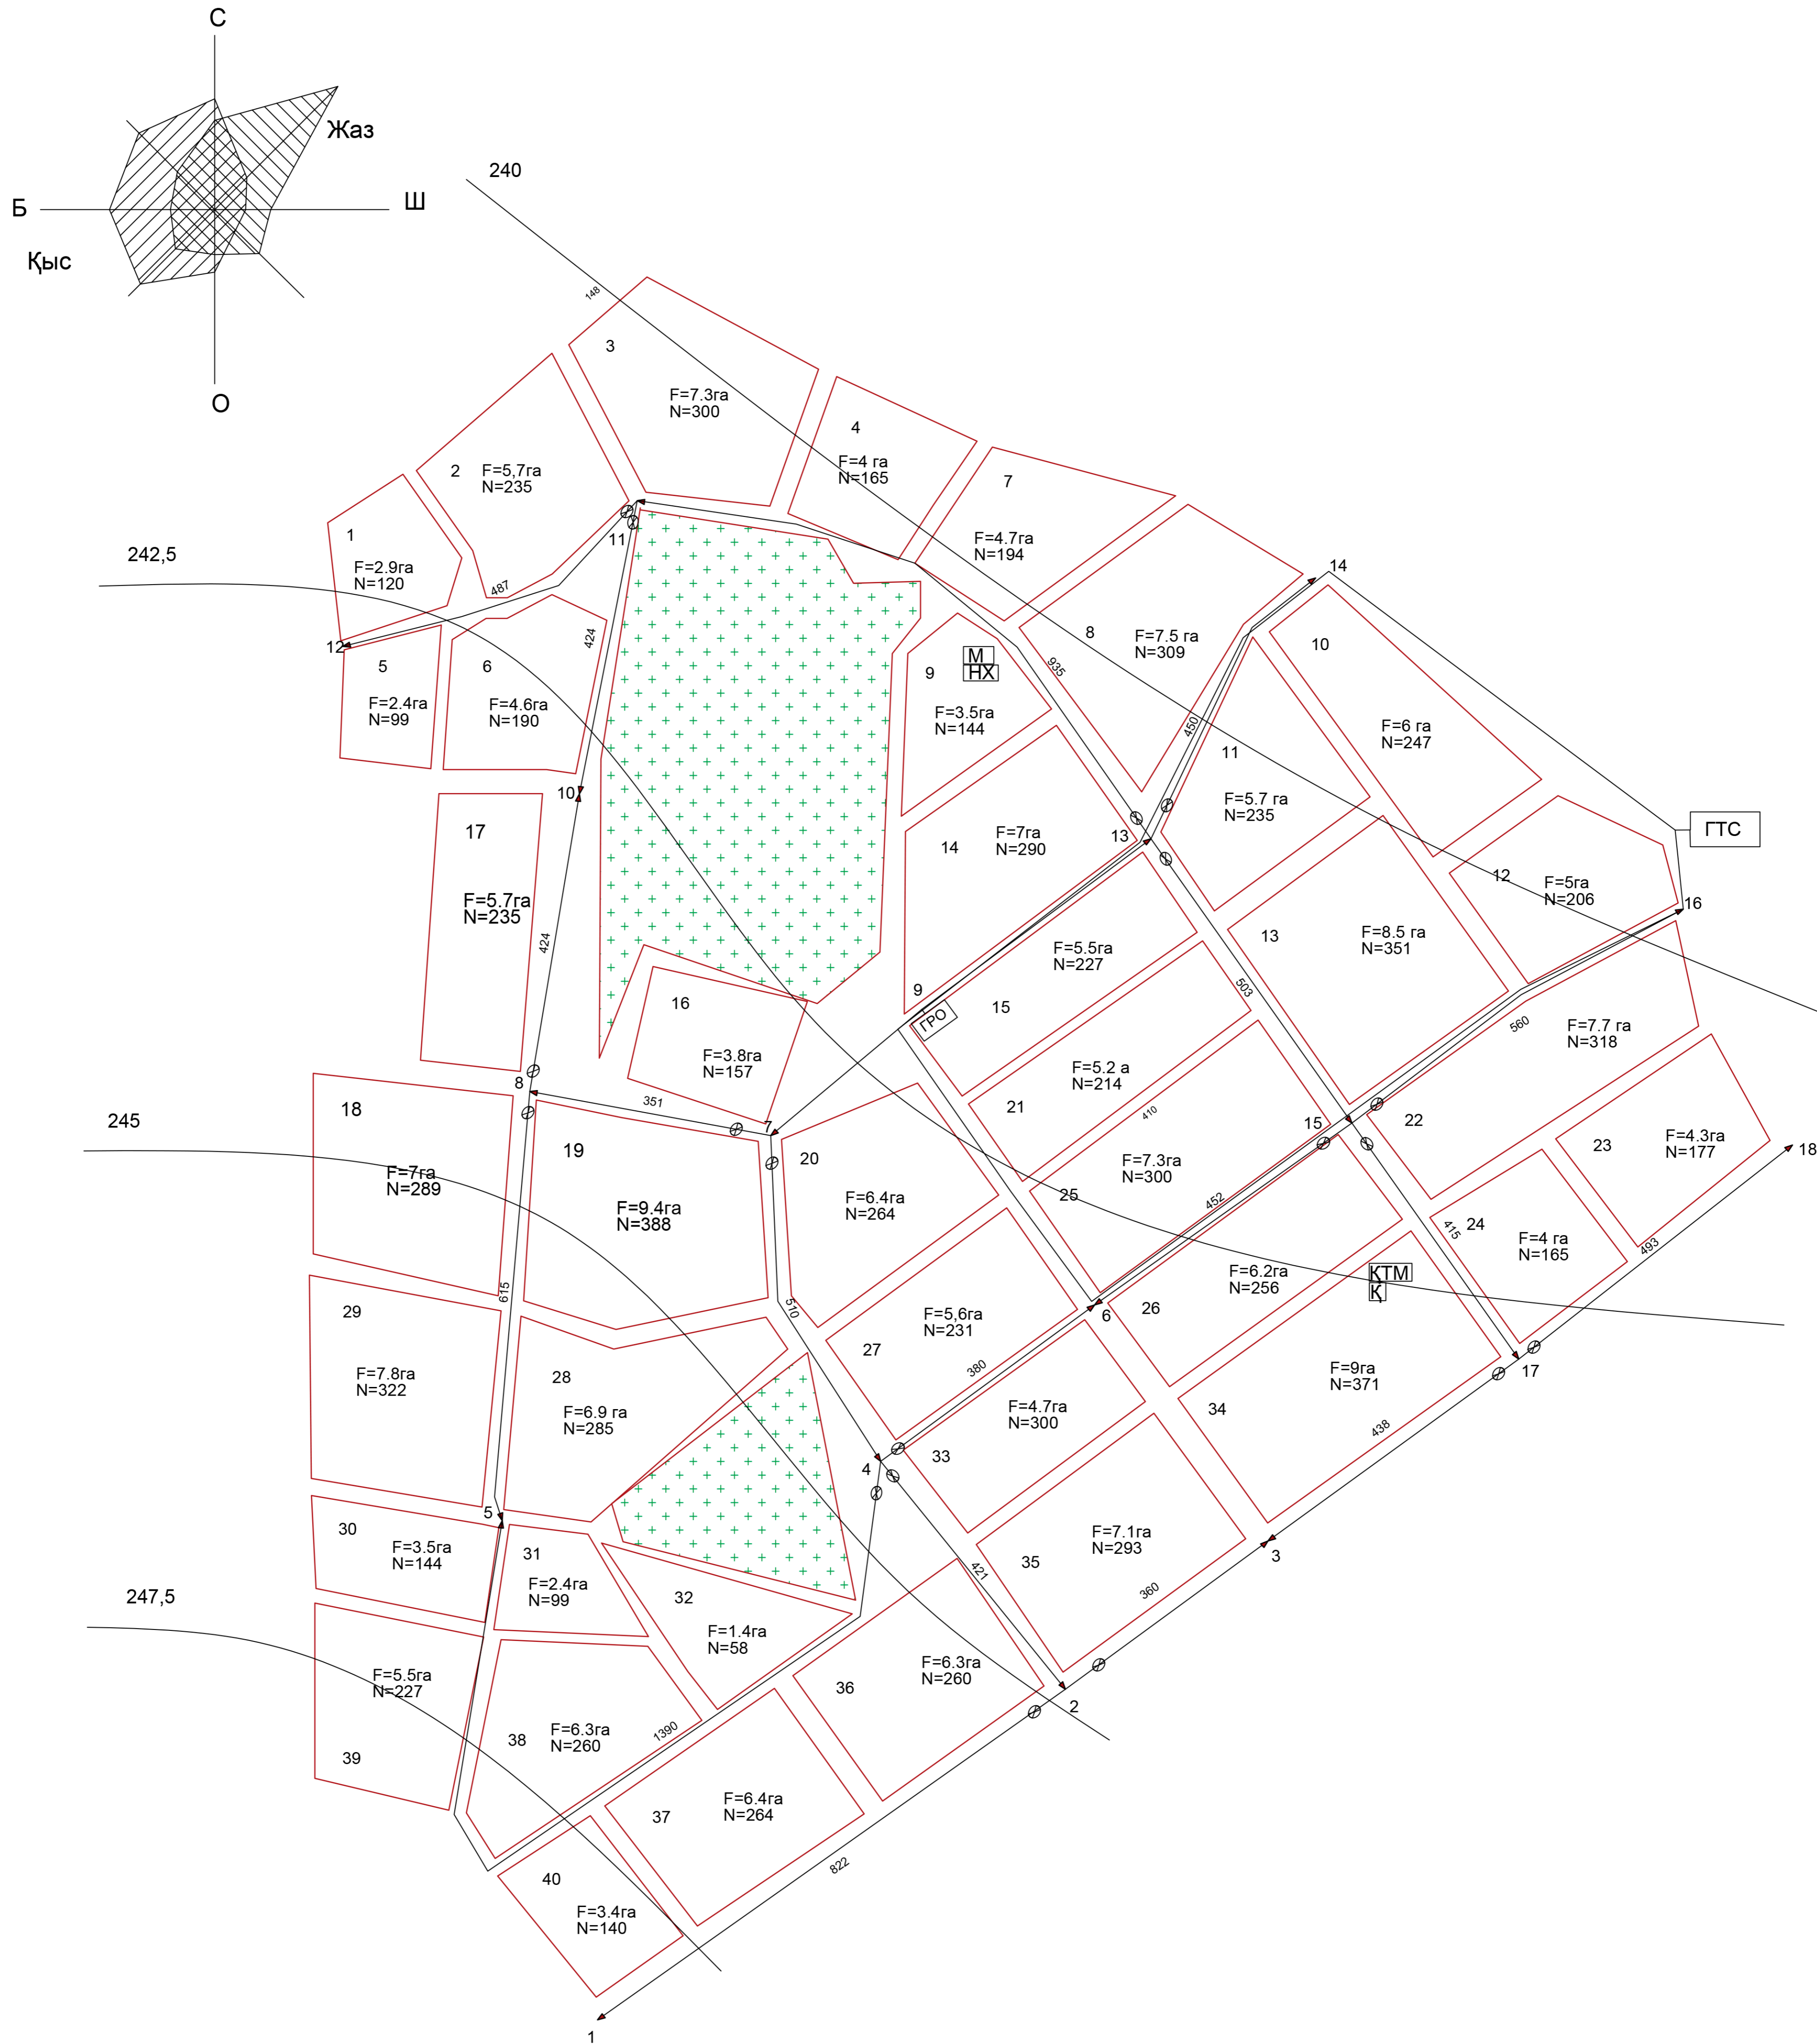 С
Жаз
Б
Ш
Қыс
О
240
148
3
F=7.3га
N=300
4
F=4 га
N=165
2
F=5,7га
N=235
7
F=4.7га
N=194
1
F=2.9га
N=120
11
242,5
14
487
12
424
5
F=2.4га
N=99
6
F=4.6га
N=190
М
НХ
9
F=3.5га
N=144
935
8
F=7.5 га
N=309
10
F=6 га
N=247
450
11
F=5.7 га
N=235
10
17
F=5.7га
N=235
424
14
F=7га
N=290
13
ГТС
12
F=5га
N=206
16
13
F=8.5 га
N=351
F=5.5га
N=227
15
9
ГРО
503
16
F=3.8га
N=157
560
F=7.7 га
N=318
22
8
351
7
21
F=5.2 а
N=214
410
15
18
F=7га
N=289
245
19
F=9.4га
N=388
20
F=6.4га
N=264
F=7.3га
N=300
25
452
23
F=4.3га
N=177
18
24
F=4 га
N=165
415
493
615
510
29
F=7.8га
N=322
F=5,6га
N=231
27
6
F=6.2га
N=256
26
ҚТМ
Қ
17
380
28
F=6.9 га
N=285
F=4.7га
N=300
33
F=9га
N=371
34
438
4
5
30
F=3.5га
N=144
31
F=2.4га
N=99
F=7.1га
N=293
35
3
421
360
247,5
32
F=1.4га
N=58
F=5.5га
N=227
39
F=6.3га
N=260
36
2
38
F=6.3га
N=260
1390
37
F=6.4га
N=264
822
40
F=3.4га
N=140
1